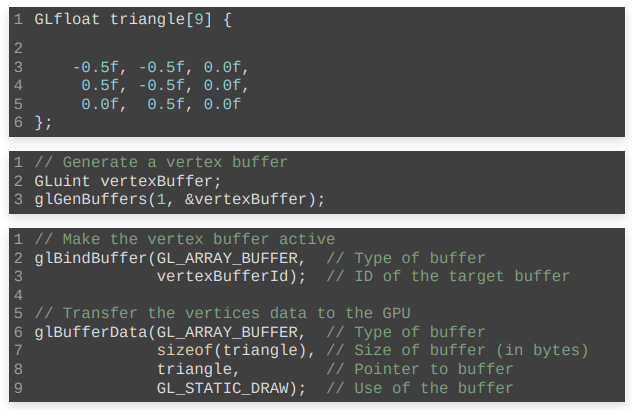 1 GLfloat triangle[9] {
2
3     -0.5f, -0.5f, 0.0f,
4      0.5f, -0.5f, 0.0f,
5      0.0f,  0.5f, 0.0f
6 };
1 // Generate a vertex buffer
2 GLuint vertexBuffer;
3 glGenBuffers(1, &vertexBuffer);
1 // Make the vertex buffer active
2 glBindBuffer(GL_ARRAY_BUFFER,  // Type of buffer
3              vertexBufferId);  // ID of the target buffer
4
5 // Transfer the vertices data to the GPU
6 glBufferData(GL_ARRAY_BUFFER,  // Type of buffer
7              sizeof(triangle), // Size of buffer (in bytes)
8              triangle,         // Pointer to buffer
9              GL_STATIC_DRAW);  // Use of the buffer